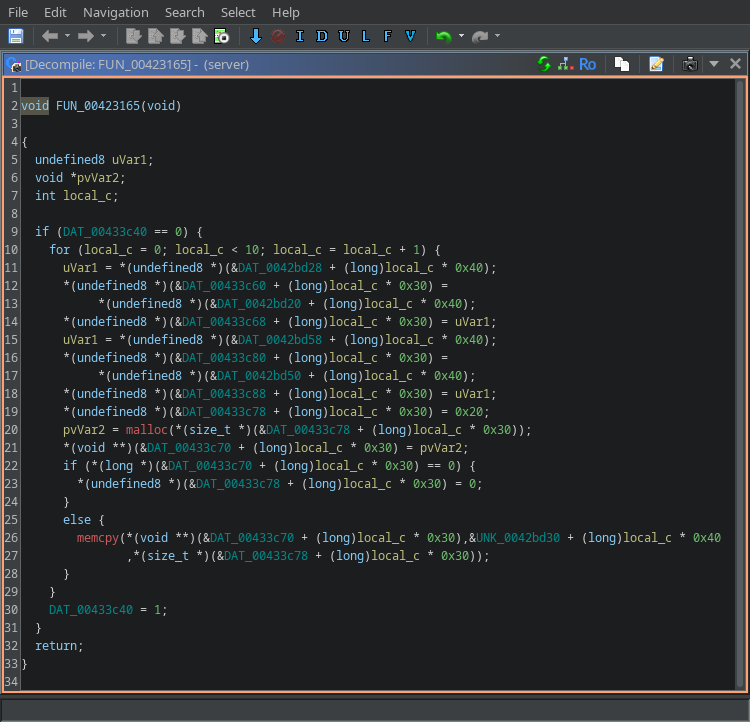 File Edit Navigation Search Select Help
I D U L F V
[Decompile: FUN_00423165] - (server)
Ro
1
2 void FUN_00423165(void)
3
4 {
5 undefined8 uVar1;
6 void *pvVar2;
7 int local_c;
8
9 if (DAT_00433c40 == 0) {
10 for (local_c = 0; local_c < 10; local_c = local_c + 1) {
11 uVar1 = *(undefined8 *)(&DAT_0042bd28 + (long)local_c * 0x40);
12 *(undefined8 *)(&DAT_00433c60 + (long)local_c * 0x30) =
13 *(undefined8 *)(&DAT_0042bd20 + (long)local_c * 0x40);
14 *(undefined8 *)(&DAT_00433c68 + (long)local_c * 0x30) = uVar1;
15 uVar1 = *(undefined8 *)(&DAT_0042bd58 + (long)local_c * 0x40);
16 *(undefined8 *)(&DAT_00433c80 + (long)local_c * 0x30) =
17 *(undefined8 *)(&DAT_0042bd50 + (long)local_c * 0x40);
18 *(undefined8 *)(&DAT_00433c88 + (long)local_c * 0x30) = uVar1;
19 *(undefined8 *)(&DAT_00433c78 + (long)local_c * 0x30) = 0x20;
20 pvVar2 = malloc(*(size_t *)(&DAT_00433c78 + (long)local_c * 0x30));
21 *(void **)(&DAT_00433c70 + (long)local_c * 0x30) = pvVar2;
22 if (*(long *)(&DAT_00433c70 + (long)local_c * 0x30) == 0) {
23 *(undefined8 *)(&DAT_00433c78 + (long)local_c * 0x30) = 0;
24 }
25 else {
26 memcpy(*(void **)(&DAT_00433c70 + (long)local_c * 0x30),&UNK_0042bd30 + (long)local_c * 0x40
27 ,*(size_t *)(&DAT_00433c78 + (long)local_c * 0x30));
28 }
29 }
30 DAT_00433c40 = 1;
31 }
32 return;
33 }
34